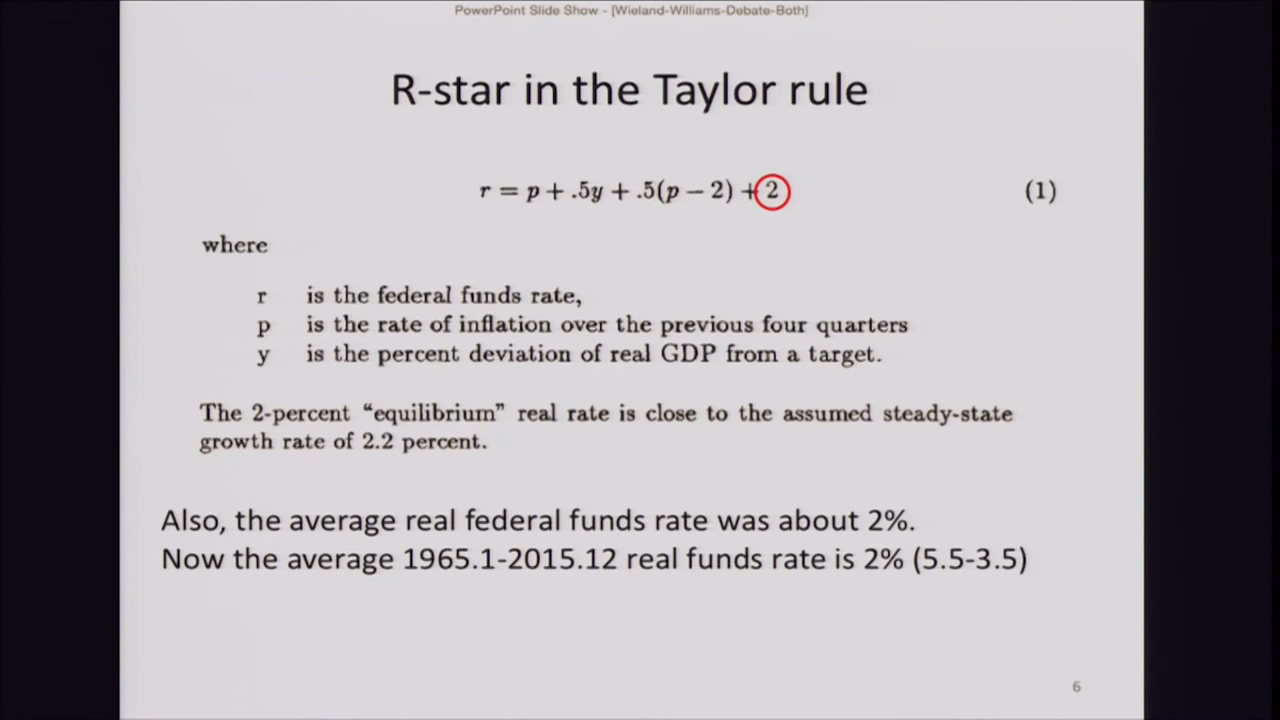 PowerPoint Slide Show - [Wieland-Williams-Debate-Both]
R-star in the Taylor rule
r = p + .5y + .5(p − 2) + 2 (1)
where
r is the federal funds rate,
p is the rate of inflation over the previous four quarters
y is the percent deviation of real GDP from a target.
The 2-percent “equilibrium” real rate is close to the assumed steady-state
growth rate of 2.2 percent.
Also, the average real federal funds rate was about 2%.
Now the average 1965.1-2015.12 real funds rate is 2% (5.5-3.5)
6